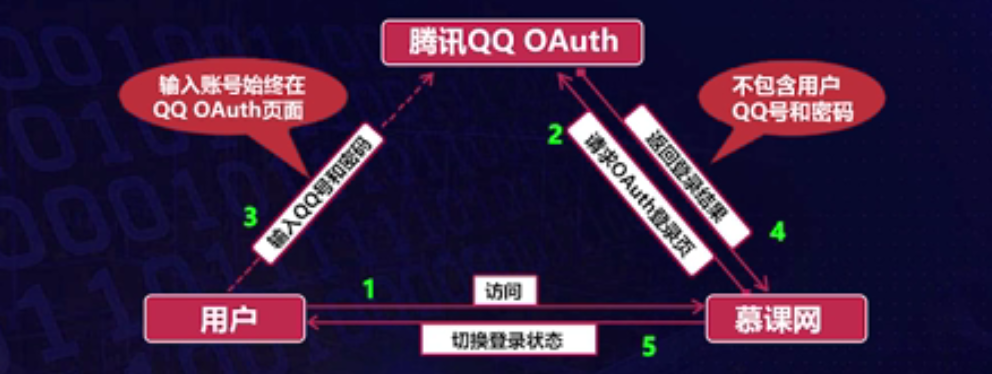 腾讯QQ OAuth
输入账号始终在
QQ OAuth页面
不包含用户
QQ号和密码
2
请求OAuth登录页
返回登录结果
输入QQ号和密码
3
4
1
访问
用户
慕课网
切换登录状态
5